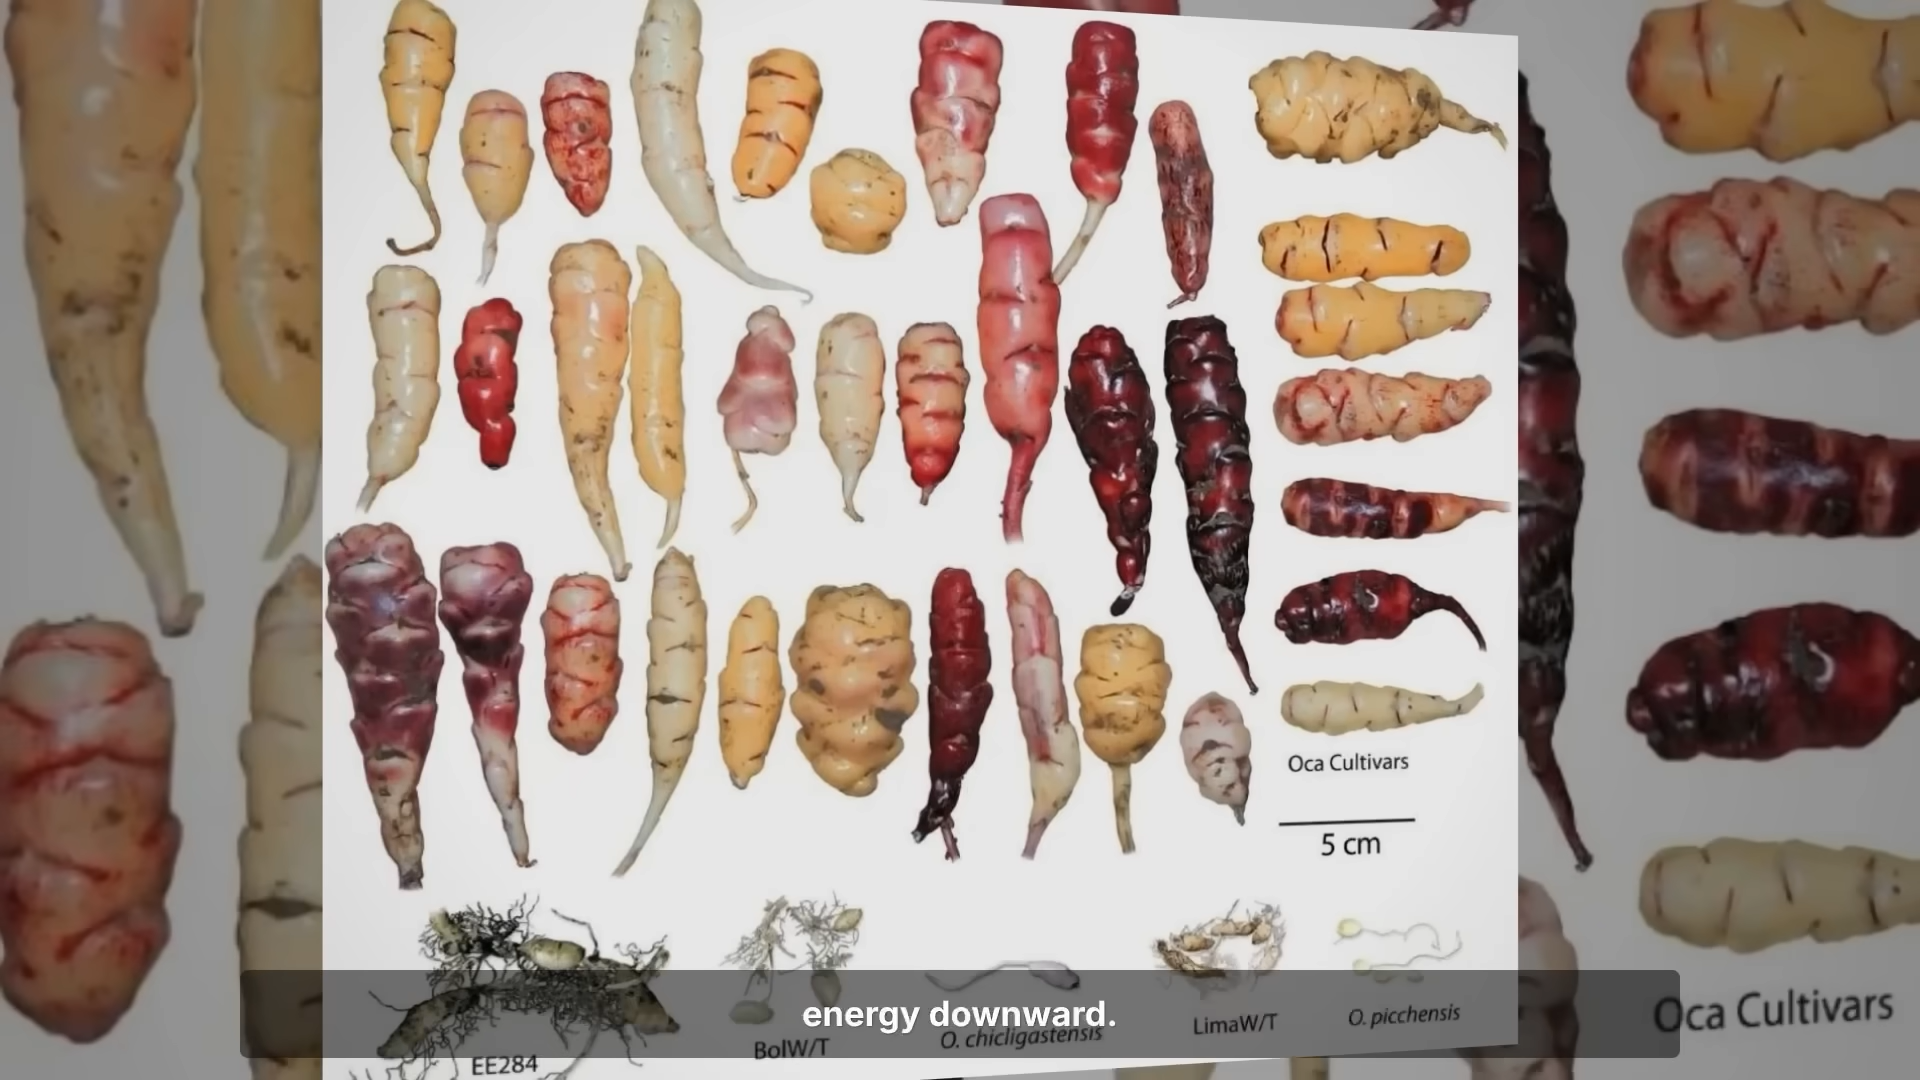 Oca Cultivars
5 cm
energy downward.
EE284
BolW/T
O. chicligastensis
LimaW/T
O. picchensis
Oca Cultivars